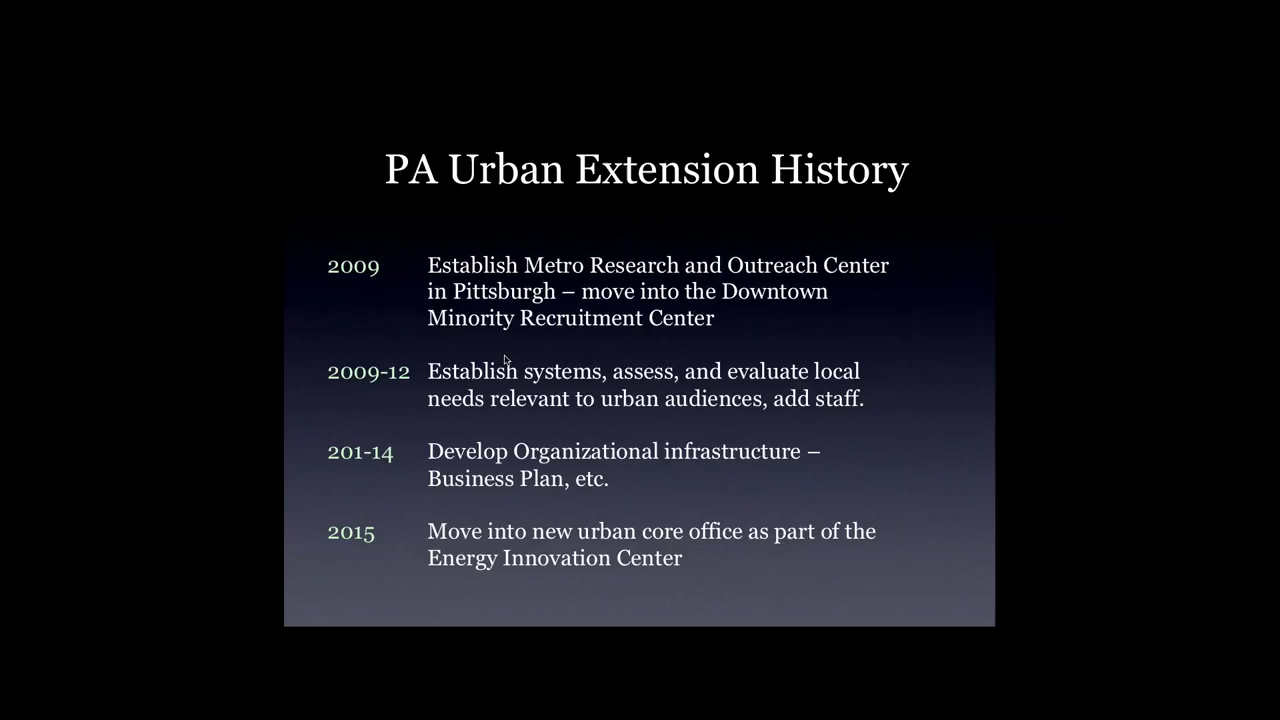 PA Urban Extension History
2009 Establish Metro Research and Outreach Center
in Pittsburgh – move into the Downtown
Minority Recruitment Center
2009-12 Establish systems, assess, and evaluate local
needs relevant to urban audiences, add staff.
201-14 Develop Organizational infrastructure –
Business Plan, etc.
2015 Move into new urban core office as part of the
Energy Innovation Center